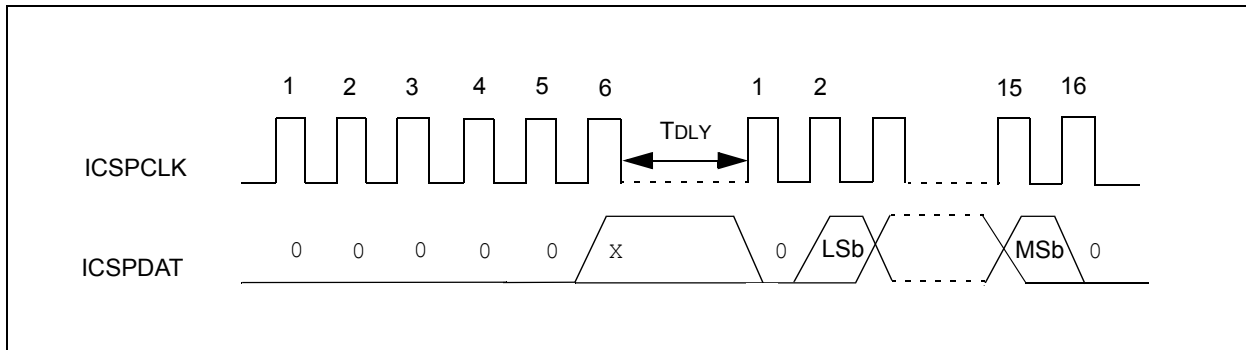 1 2 3 4 5 6 1 2 15 16
TDLY
ICSPCLK
0 0 0 0 0 X 0 LSb MSb 0
ICSPDAT